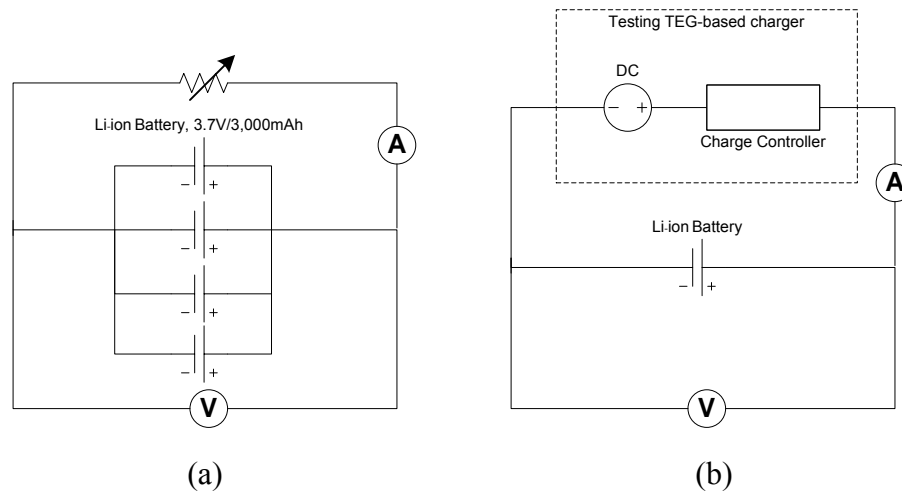 Li-ion Battery, 3.7V/3,000mAh
A
− +
− +
− +
− +
V
(a)
Testing TEG-based charger
DC
− +
Charge Controller
A
Li-ion Battery
− +
V
(b)